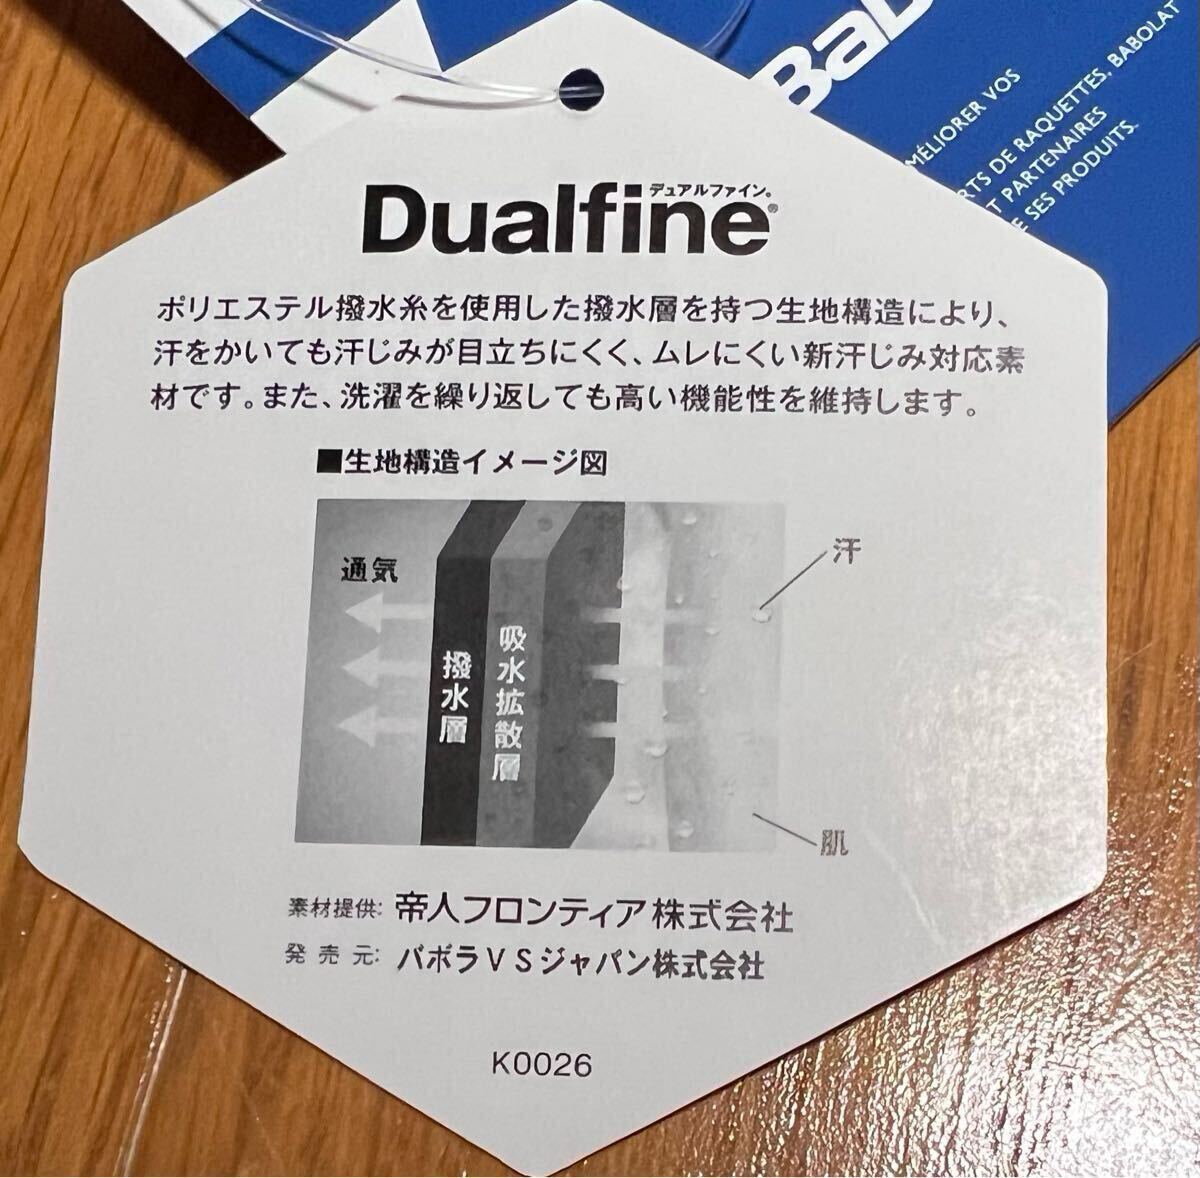 Bab
MÉLIORER VOS
RTS DE RAQUETTES, BABOLAT
T PARTENAIRES
E SES PRODUITS.
デュアルファイン。
Dualfine®
ポリエステル撥水糸を使用した撥水層を持つ生地構造により、
汗をかいても汗じみが目立ちにくく、ムレにくい新汗じみ対応素
材です。また、洗濯を繰り返しても高い機能性を維持します。
■生地構造イメージ図
通気
撥水層
吸水拡散層
汗
肌
素材提供: 帝人フロンティア株式会社
発売元: バボラVSジャパン株式会社
K0026